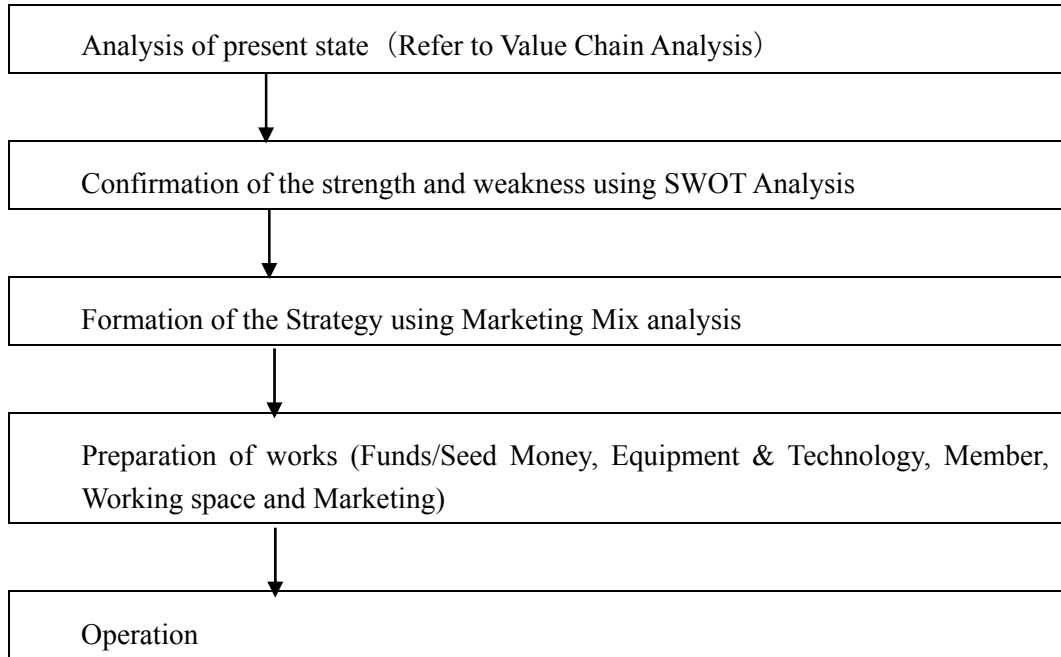 Analysis of present state（Refer to Value Chain Analysis）
Confirmation of the strength and weakness using SWOT Analysis
Formation of the Strategy using Marketing Mix analysis
Preparation of works (Funds/Seed Money, Equipment & Technology, Member,
Working space and Marketing)
Operation